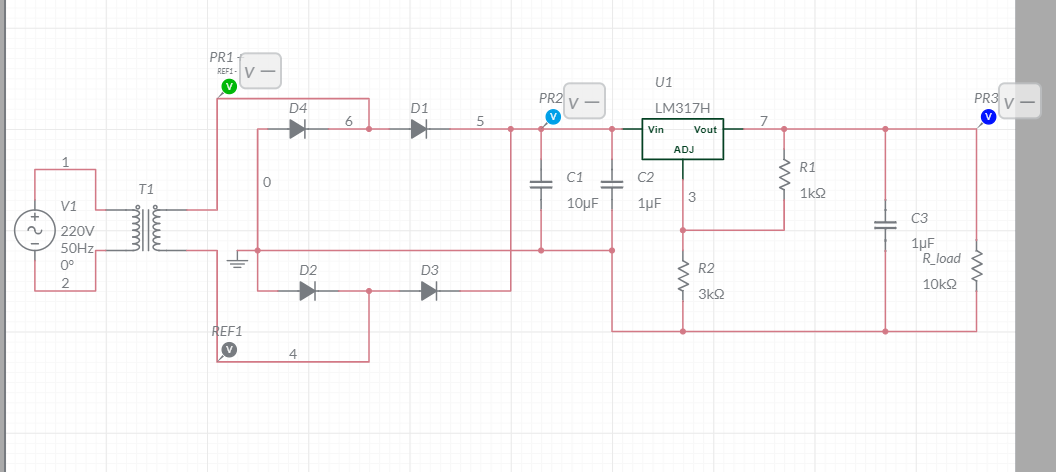 PR1
REF1 -
V —
V
D4
D1
6
5
0
1
T1
V1
220V
50Hz
0°
2
D2
D3
REF1
V
4
PR2
V —
V
C1
10µF
C2
1µF
U1
LM317H
Vin
Vout
ADJ
7
3
R1
1kΩ
R2
3kΩ
C3
1µF
R_load
10kΩ
PR3
V —
V